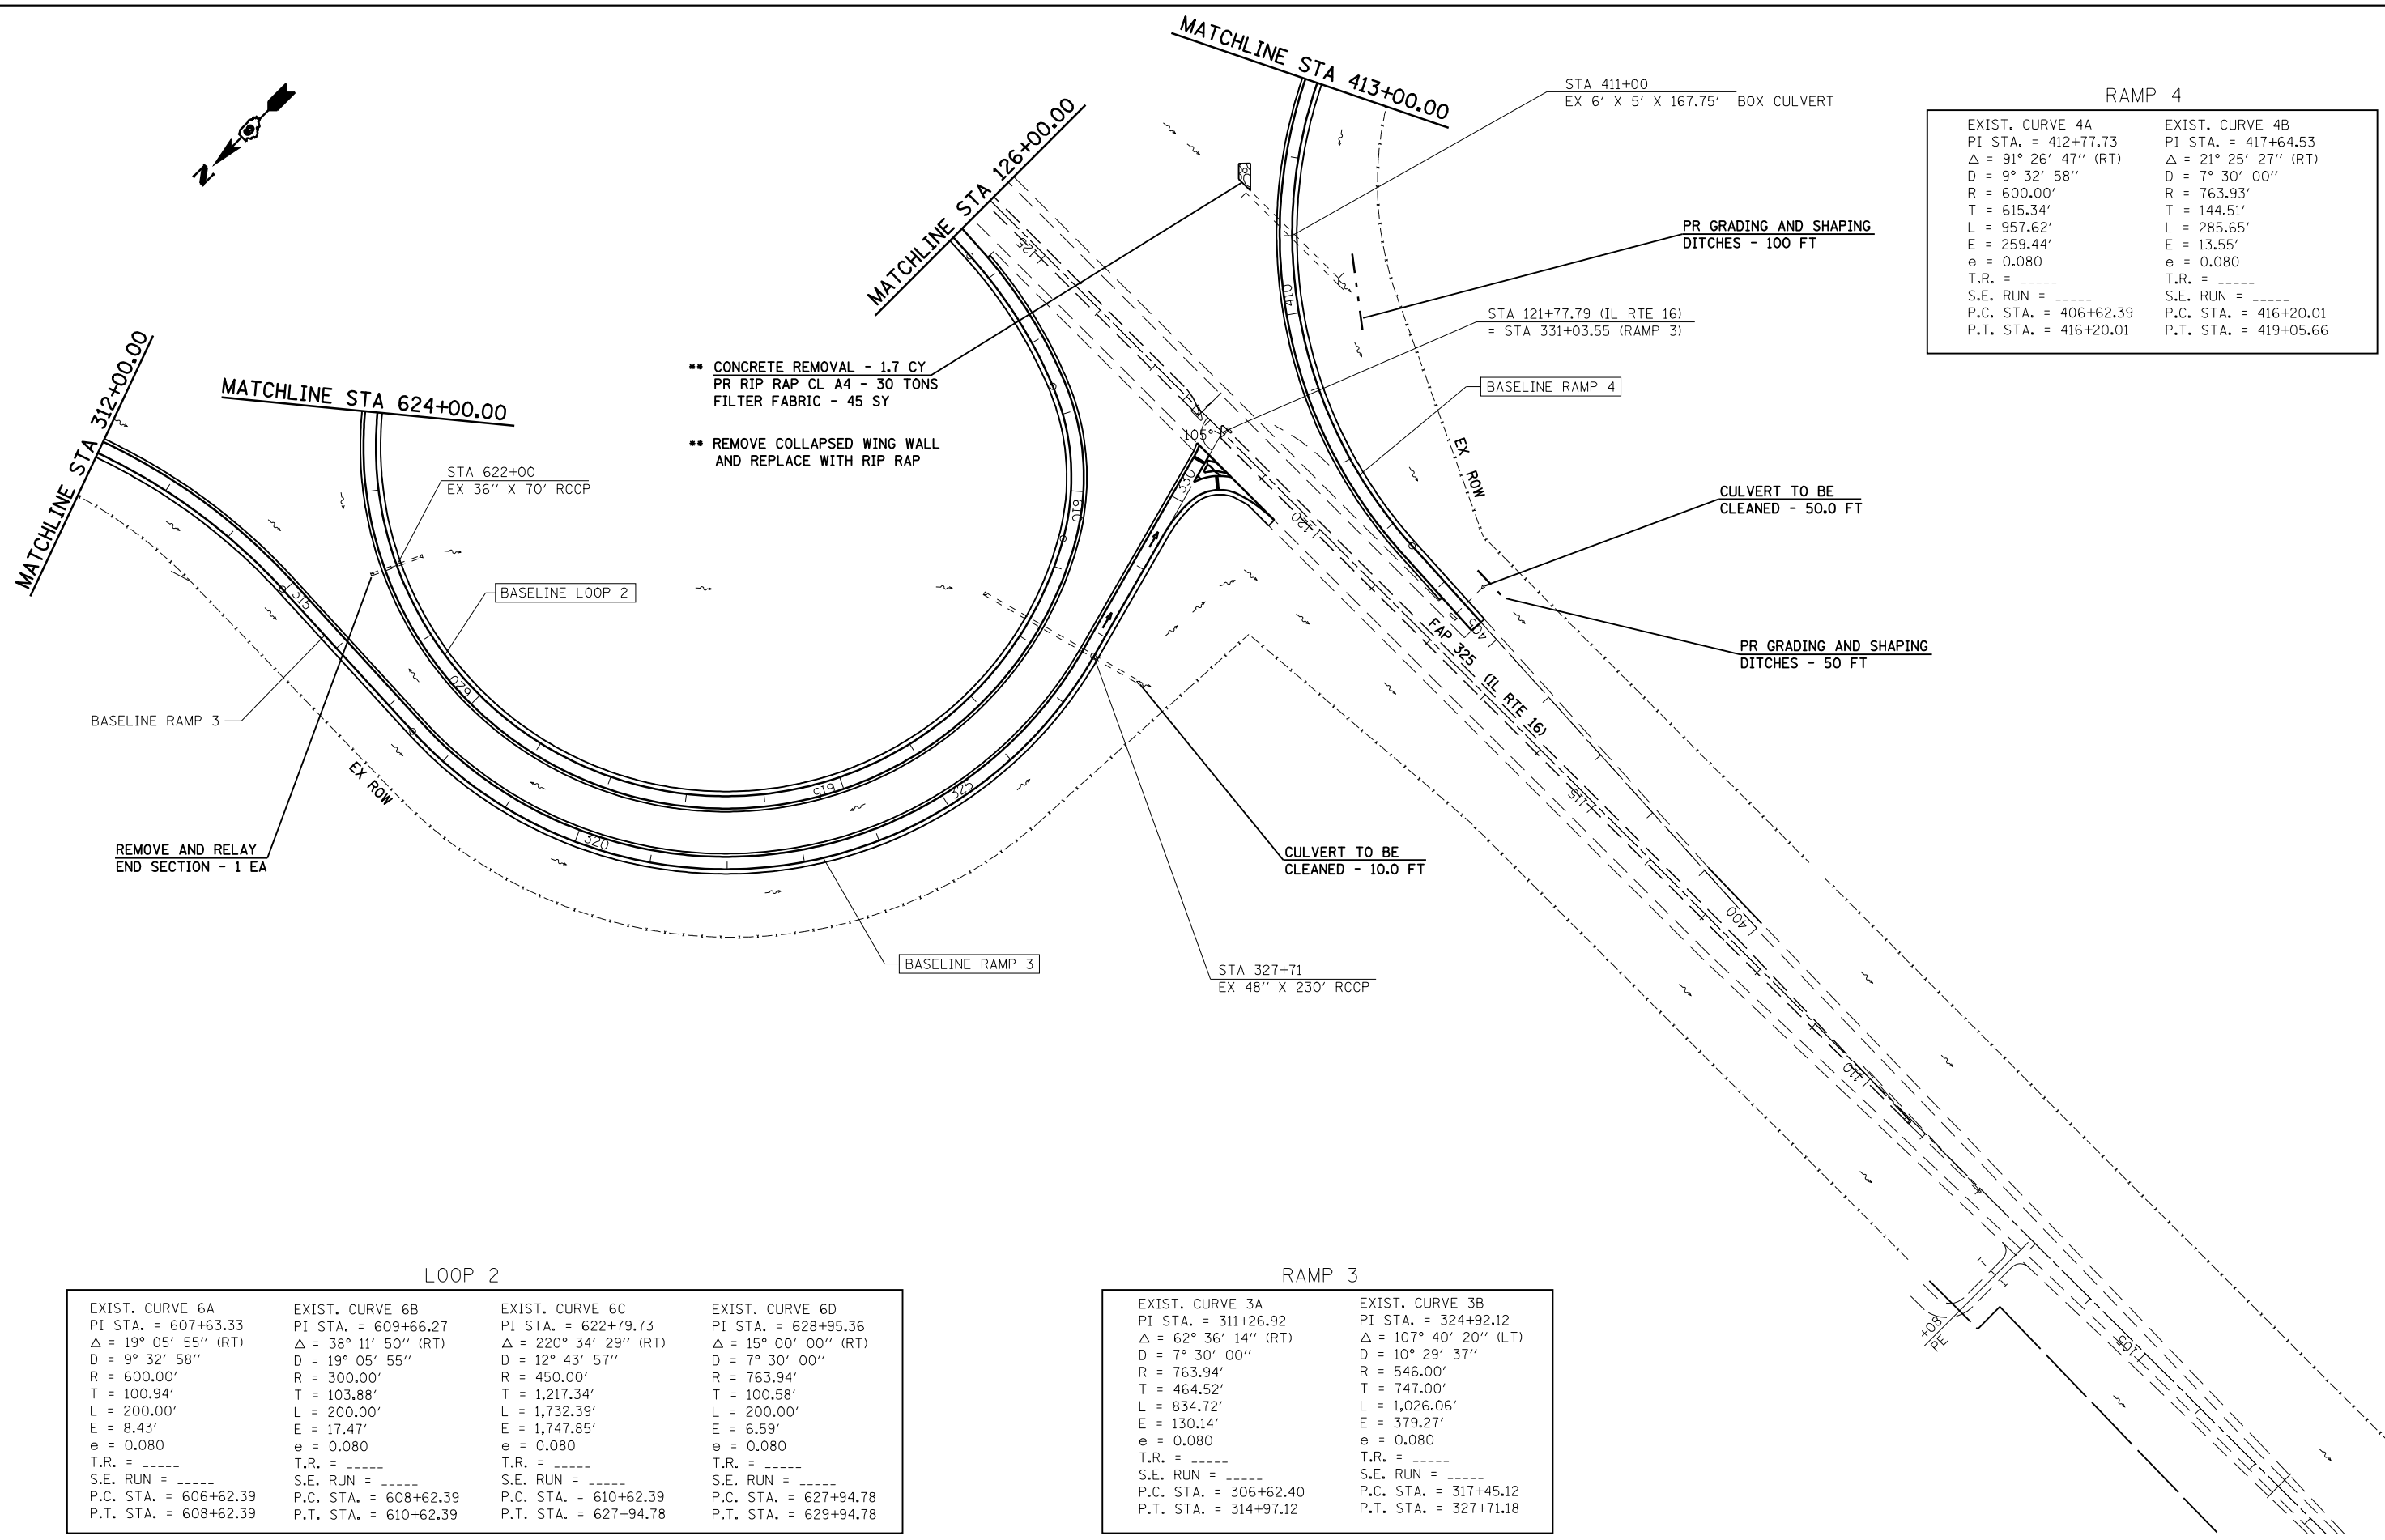 MATCHLINE STA 413+00.00
STA 411+00
EX 6' X 5' X 167.75' BOX CULVERT
RAMP 4
EXIST. CURVE 4A
PI STA. = 412+77.73
Δ = 91° 26' 47'' (RT)
D = 9° 32' 58''
R = 600.00'
T = 615.34'
L = 957.62'
E = 259.44'
e = 0.080
T.R. = _____
S.E. RUN = _____
P.C. STA. = 406+62.39
P.T. STA. = 416+20.01
EXIST. CURVE 4B
PI STA. = 417+64.53
Δ = 21° 25' 27'' (RT)
D = 7° 30' 00''
R = 763.93'
T = 144.51'
L = 285.65'
E = 13.55'
e = 0.080
T.R. = _____
S.E. RUN = _____
P.C. STA. = 416+20.01
P.T. STA. = 419+05.66
N
MATCHLINE STA 126+00.00
125
PR GRADING AND SHAPING
DITCHES - 100 FT
410
STA 121+77.79 (IL RTE 16)
= STA 331+03.55 (RAMP 3)
** CONCRETE REMOVAL - 1.7 CY
PR RIP RAP CL A4 - 30 TONS
FILTER FABRIC - 45 SY
** REMOVE COLLAPSED WING WALL
AND REPLACE WITH RIP RAP
BASELINE RAMP 4
MATCHLINE STA 312+00.00
MATCHLINE STA 624+00.00
105°
EX ROW
STA 622+00
EX 36'' X 70' RCCP
330
610
120
CULVERT TO BE
CLEANED - 50.0 FT
315
BASELINE LOOP 2
405
FAP 325 (IL RTE 16)
PR GRADING AND SHAPING
DITCHES - 50 FT
620
BASELINE RAMP 3
EX ROW
615
325
115
320
REMOVE AND RELAY
END SECTION - 1 EA
CULVERT TO BE
CLEANED - 10.0 FT
400
BASELINE RAMP 3
STA 327+71
EX 48'' X 230' RCCP
110
+08
PE
105
LOOP 2
EXIST. CURVE 6A
PI STA. = 607+63.33
Δ = 19° 05' 55'' (RT)
D = 9° 32' 58''
R = 600.00'
T = 100.94'
L = 200.00'
E = 8.43'
e = 0.080
T.R. = _____
S.E. RUN = _____
P.C. STA. = 606+62.39
P.T. STA. = 608+62.39
EXIST. CURVE 6B
PI STA. = 609+66.27
Δ = 38° 11' 50'' (RT)
D = 19° 05' 55''
R = 300.00'
T = 103.88'
L = 200.00'
E = 17.47'
e = 0.080
T.R. = _____
S.E. RUN = _____
P.C. STA. = 608+62.39
P.T. STA. = 610+62.39
EXIST. CURVE 6C
PI STA. = 622+79.73
Δ = 220° 34' 29'' (RT)
D = 12° 43' 57''
R = 450.00'
T = 1,217.34'
L = 1,732.39'
E = 1,747.85'
e = 0.080
T.R. = _____
S.E. RUN = _____
P.C. STA. = 610+62.39
P.T. STA. = 627+94.78
EXIST. CURVE 6D
PI STA. = 628+95.36
Δ = 15° 00' 00'' (RT)
D = 7° 30' 00''
R = 763.94'
T = 100.58'
L = 200.00'
E = 6.59'
e = 0.080
T.R. = _____
S.E. RUN = _____
P.C. STA. = 627+94.78
P.T. STA. = 629+94.78
RAMP 3
EXIST. CURVE 3A
PI STA. = 311+26.92
Δ = 62° 36' 14'' (RT)
D = 7° 30' 00''
R = 763.94'
T = 464.52'
L = 834.72'
E = 130.14'
e = 0.080
T.R. = _____
S.E. RUN = _____
P.C. STA. = 306+62.40
P.T. STA. = 314+97.12
EXIST. CURVE 3B
PI STA. = 324+92.12
Δ = 107° 40' 20'' (LT)
D = 10° 29' 37''
R = 546.00'
T = 747.00'
L = 1,026.06'
E = 379.27'
e = 0.080
T.R. = _____
S.E. RUN = _____
P.C. STA. = 317+45.12
P.T. STA. = 327+71.18